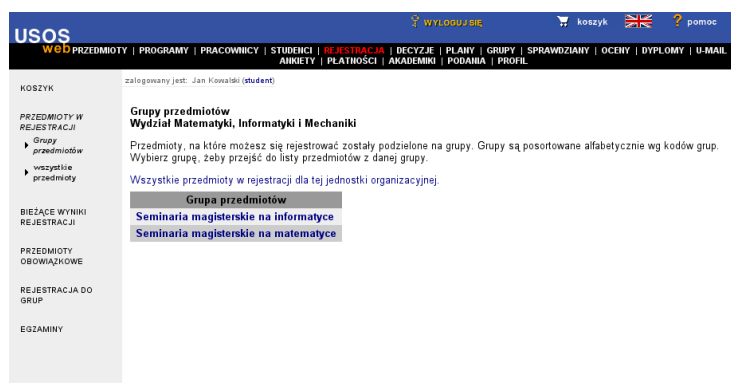 WYLOGUJ SIĘ koszyk ? pomoc
USOS
web PRZEDMIOTY | PROGRAMY | PRACOWNICY | STUDENCI | REJESTRACJA | DECYZJE | PLANY | GRUPY | SPRAWDZIANY | OCENY | DYPLOMY | U-MAIL
ANKIETY | PŁATNOŚCI | AKADEMIKI | PODANIA | PROFIL
zalogowany jest: Jan Kowalski (student)
KOSZYK
PRZEDMIOTY W
REJESTRACJI
Grupy
przedmiotów
wszystkie
przedmioty
BIEŻĄCE WYNIKI
REJESTRACJI
PRZEDMIOTY
OBOWIĄZKOWE
REJESTRACJA DO
GRUP
EGZAMINY
Grupy przedmiotów
Wydział Matematyki, Informatyki i Mechaniki
Przedmioty, na które możesz się rejestrować zostały podzielone na grupy. Grupy są posortowane alfabetycznie wg kodów grup.
Wybierz grupę, żeby przejść do listy przedmiotów z danej grupy.
Wszystkie przedmioty w rejestracji dla tej jednostki organizacyjnej.
Grupa przedmiotów
Seminaria magisterskie na informatyce
Seminaria magisterskie na matematyce